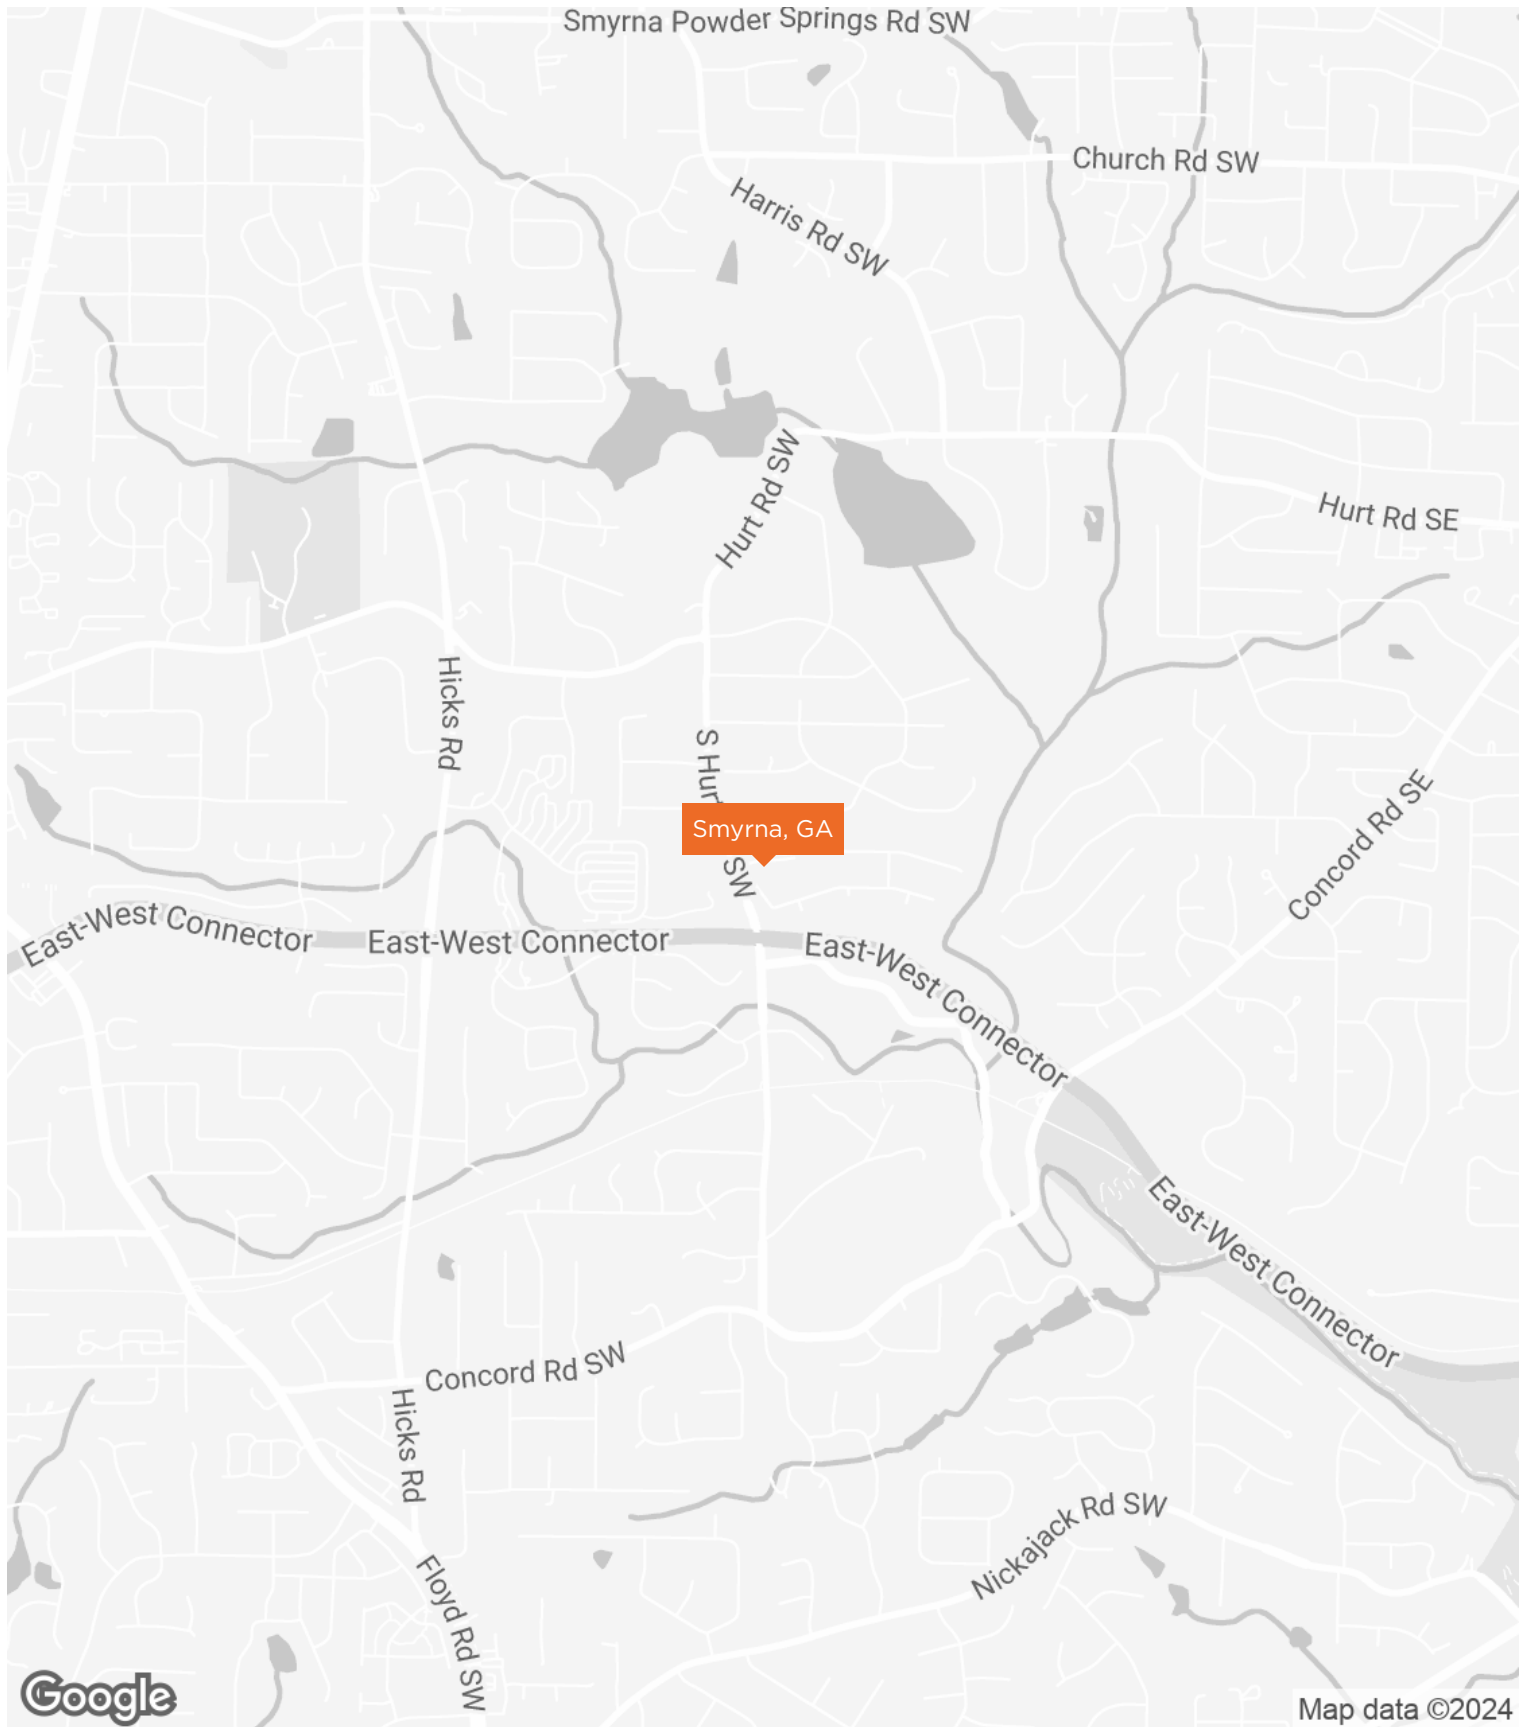 Smyrna Powder Springs Rd SW
Church Rd SW
Harris Rd SW
Hurt Rd SW
Hurt Rd SE
Hicks Rd
S Hur
SW
Smyrna, GA
Concord Rd SE
East-West Connector
East-West Connector
East-West Connector
East-West Connector
Concord Rd SW
Hicks Rd
Nickajack Rd SW
Floyd Rd SW
Google
Map data ©2024